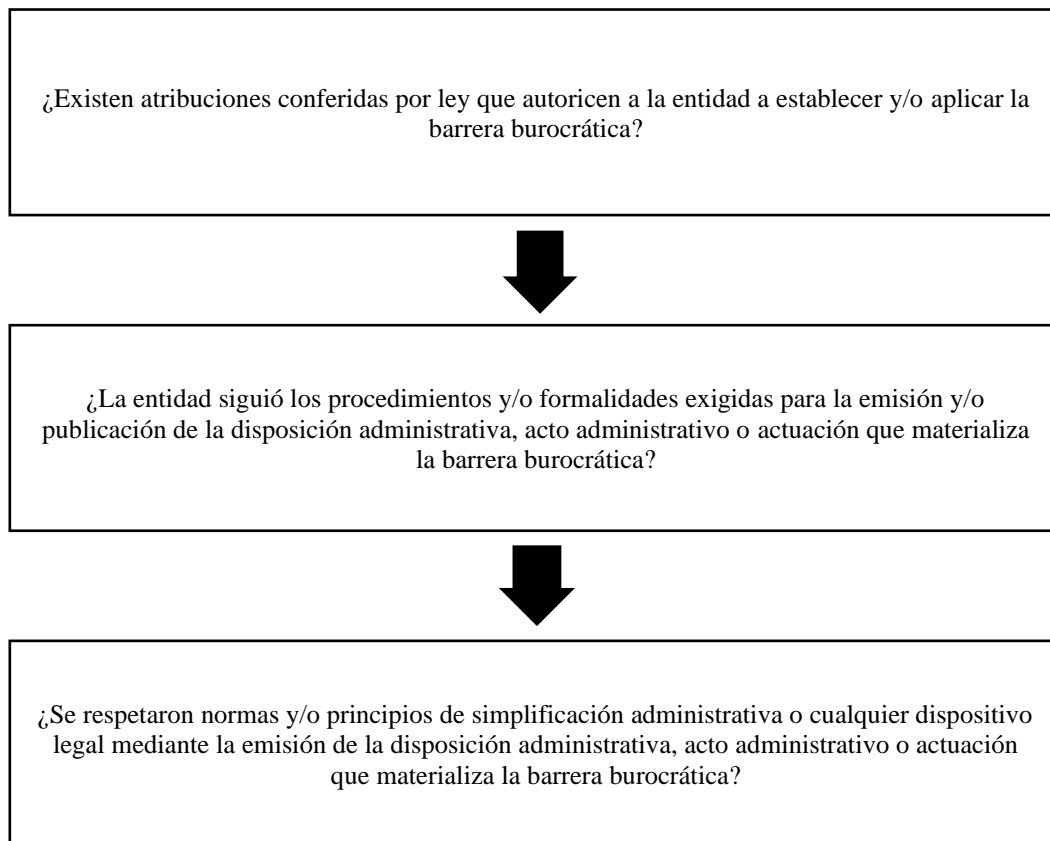 ¿Existen atribuciones conferidas por ley que autoricen a la entidad a establecer y/o aplicar la
barrera burocrática?
¿La entidad siguió los procedimientos y/o formalidades exigidas para la emisión y/o
publicación de la disposición administrativa, acto administrativo o actuación que materializa
la barrera burocrática?
¿Se respetaron normas y/o principios de simplificación administrativa o cualquier dispositivo
legal mediante la emisión de la disposición administrativa, acto administrativo o actuación
que materializa la barrera burocrática?